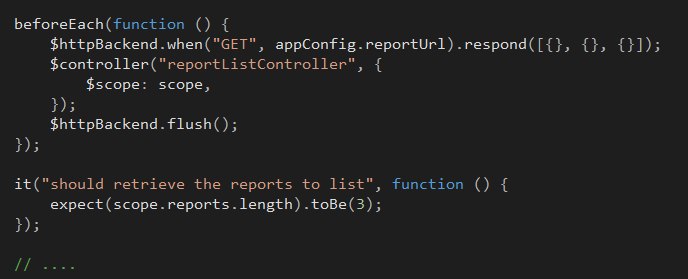 beforeEach(function () {
    $httpBackend.when("GET", appConfig.reportUrl).respond([{}, {}, {}]);
    $controller("reportListController", {
        $scope: scope,
    });
    $httpBackend.flush();
});

it("should retrieve the reports to list", function () {
    expect(scope.reports.length).toBe(3);
});

// ....